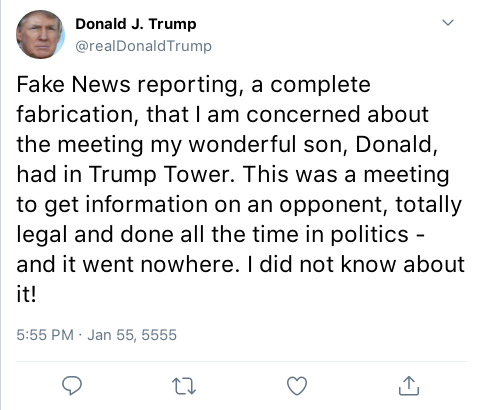 Donald J. Trump
@realDonaldTrump
Fake News reporting, a complete
fabrication, that I am concerned about
the meeting my wonderful son, Donald,
had in Trump Tower. This was a meeting
to get information on an opponent, totally
legal and done all the time in politics -
and it went nowhere. I did not know about
it!
5:55 PM · Jan 55, 5555